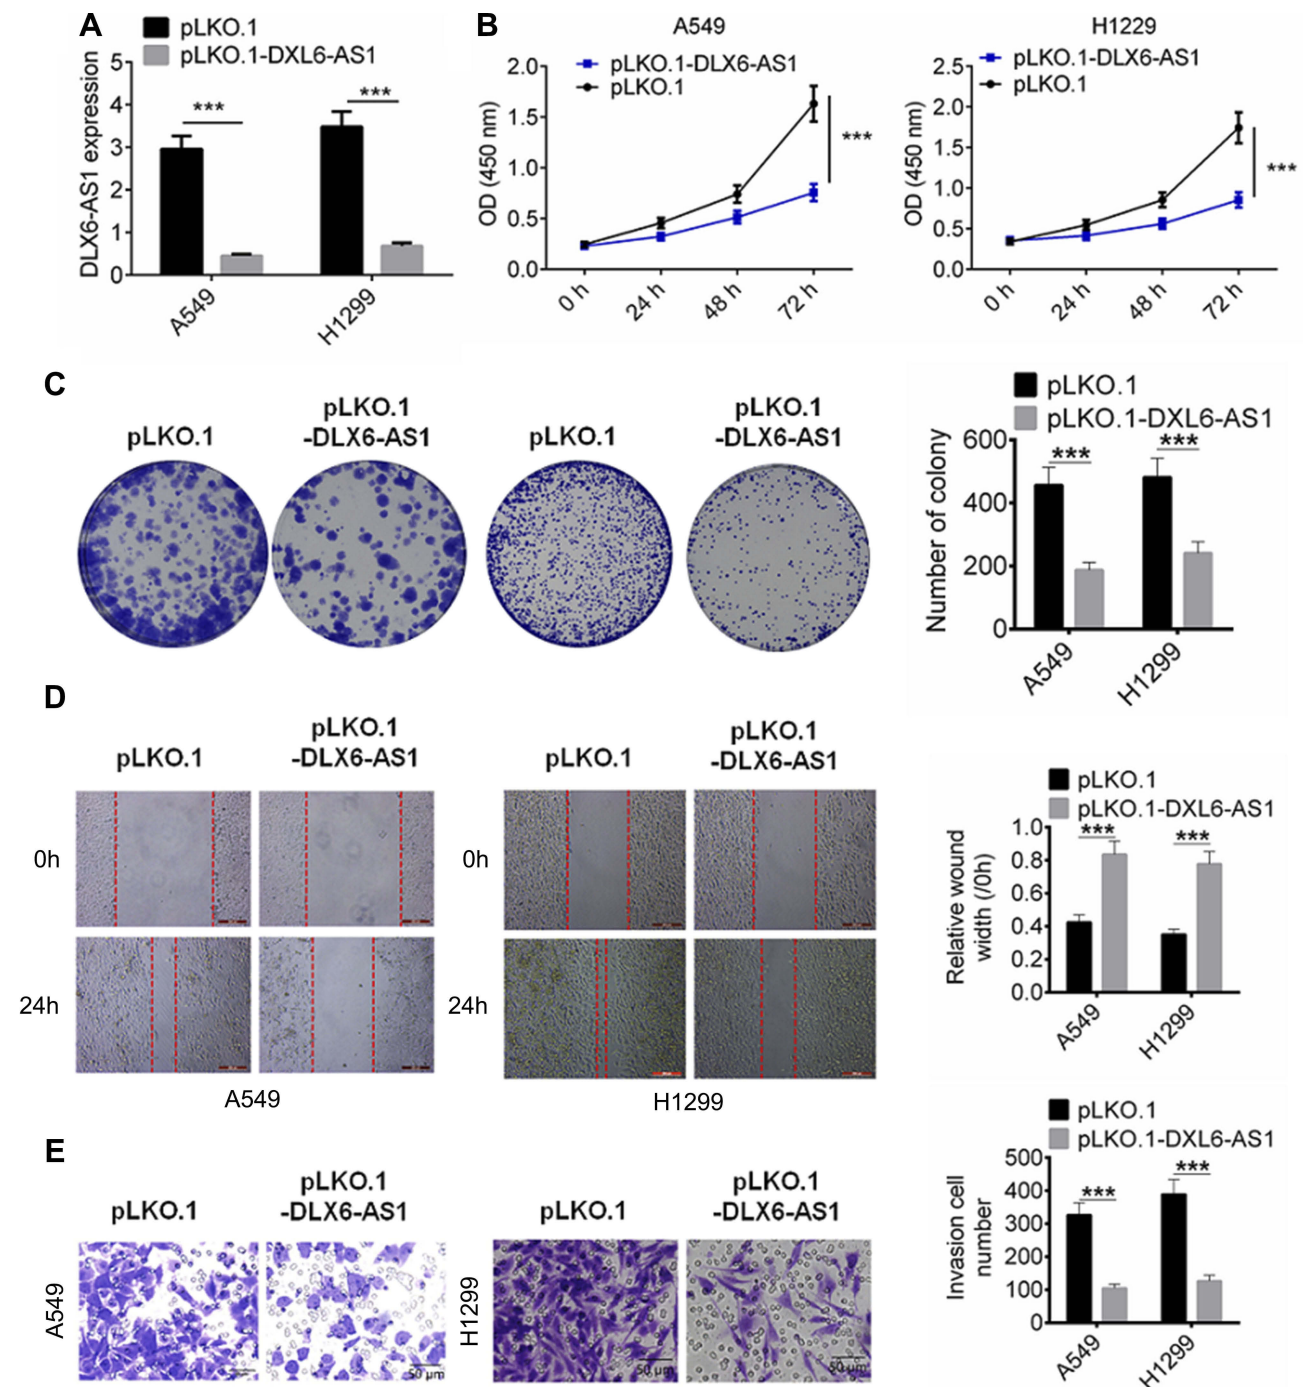 A
pLKO.1
pLKO.1-DXL6-AS1
DLX6-AS1 expression
5
4
3
2
1
0
***
***
A549
H1299
B
A549
pLKO.1-DLX6-AS1
pLKO.1
OD (450 nm)
2.0
1.5
1.0
0.5
0.0
***
0 h
24 h
48 h
72 h
H1229
pLKO.1-DLX6-AS1
pLKO.1
OD (450 nm)
2.5
2.0
1.5
1.0
0.5
0.0
***
0 h
24 h
48 h
72 h
C
pLKO.1
pLKO.1
-DLX6-AS1
pLKO.1
pLKO.1
-DLX6-AS1
pLKO.1
pLKO.1-DXL6-AS1
Number of colony
600
400
200
0
***
***
A549
H1299
D
pLKO.1
pLKO.1
-DLX6-AS1
pLKO.1
pLKO.1
-DLX6-AS1
0h
0h
24h
24h
A549
H1299
pLKO.1
pLKO.1-DXL6-AS1
Relative wound
width (/0h)
1.0
0.8
0.6
0.4
0.2
0.0
***
***
A549
H1299
E
pLKO.1
pLKO.1
-DLX6-AS1
pLKO.1
pLKO.1
-DLX6-AS1
A549
50 µm
H1299
50 µm
50 µm
pLKO.1
pLKO.1-DXL6-AS1
Invasion cell
number
500
400
300
200
100
0
***
***
A549
H1299